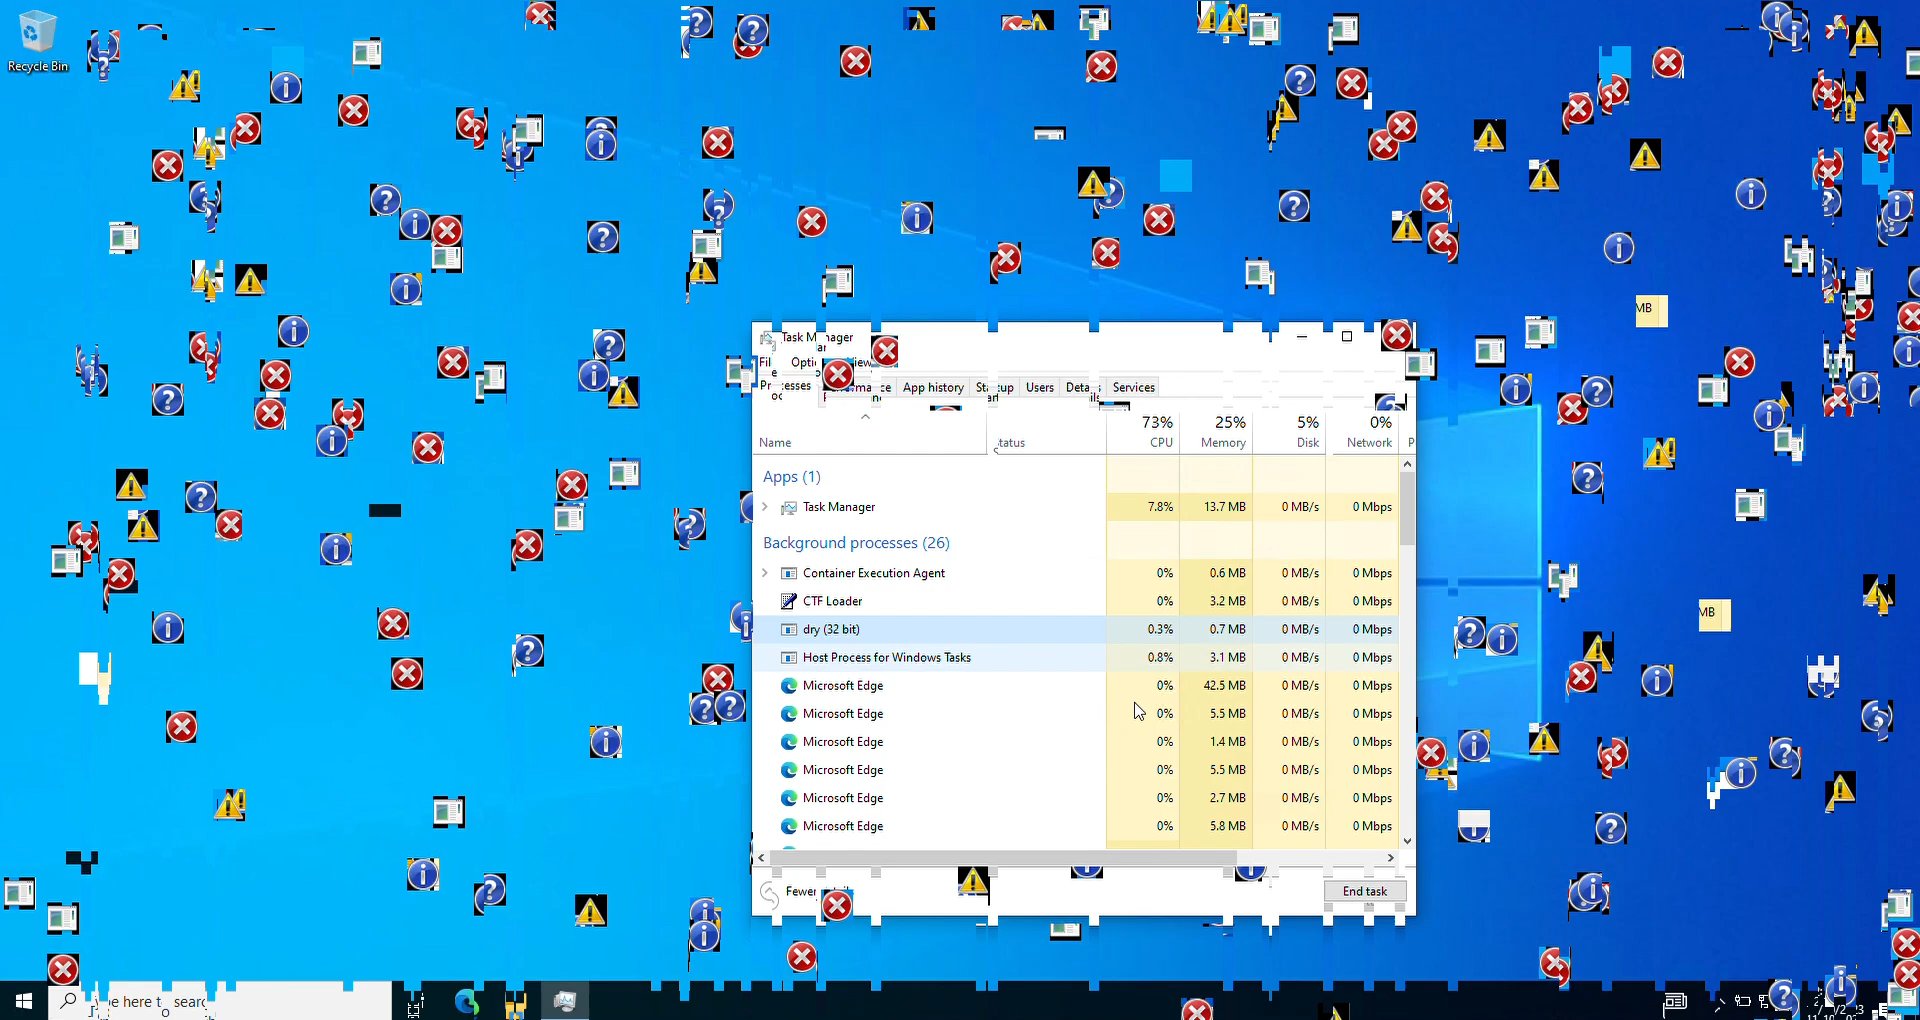 Recycle Bin
MB
Task Manager
App history Users Services
73% 25% 5% 0%
Name CPU Memory Disk Network P
Apps (1)
Task Manager 7.8% 13.7 MB 0 MB/s 0 Mbps
Background processes (26)
Container Execution Agent 0% 0.6 MB 0 MB/s 0 Mbps
CTF Loader 0% 3.2 MB 0 MB/s 0 Mbps
dry (32 bit) 0.3% 0.7 MB 0 MB/s 0 Mbps
MB
Host Process for Windows Tasks 0.8% 3.1 MB 0 MB/s 0 Mbps
Microsoft Edge 0% 42.5 MB 0 MB/s 0 Mbps
Microsoft Edge 0% 5.5 MB 0 MB/s 0 Mbps
Microsoft Edge 0% 1.4 MB 0 MB/s 0 Mbps
Microsoft Edge 0% 5.5 MB 0 MB/s 0 Mbps
Microsoft Edge 0% 2.7 MB 0 MB/s 0 Mbps
Microsoft Edge 0% 5.8 MB 0 MB/s 0 Mbps
Fewer
End task
here to